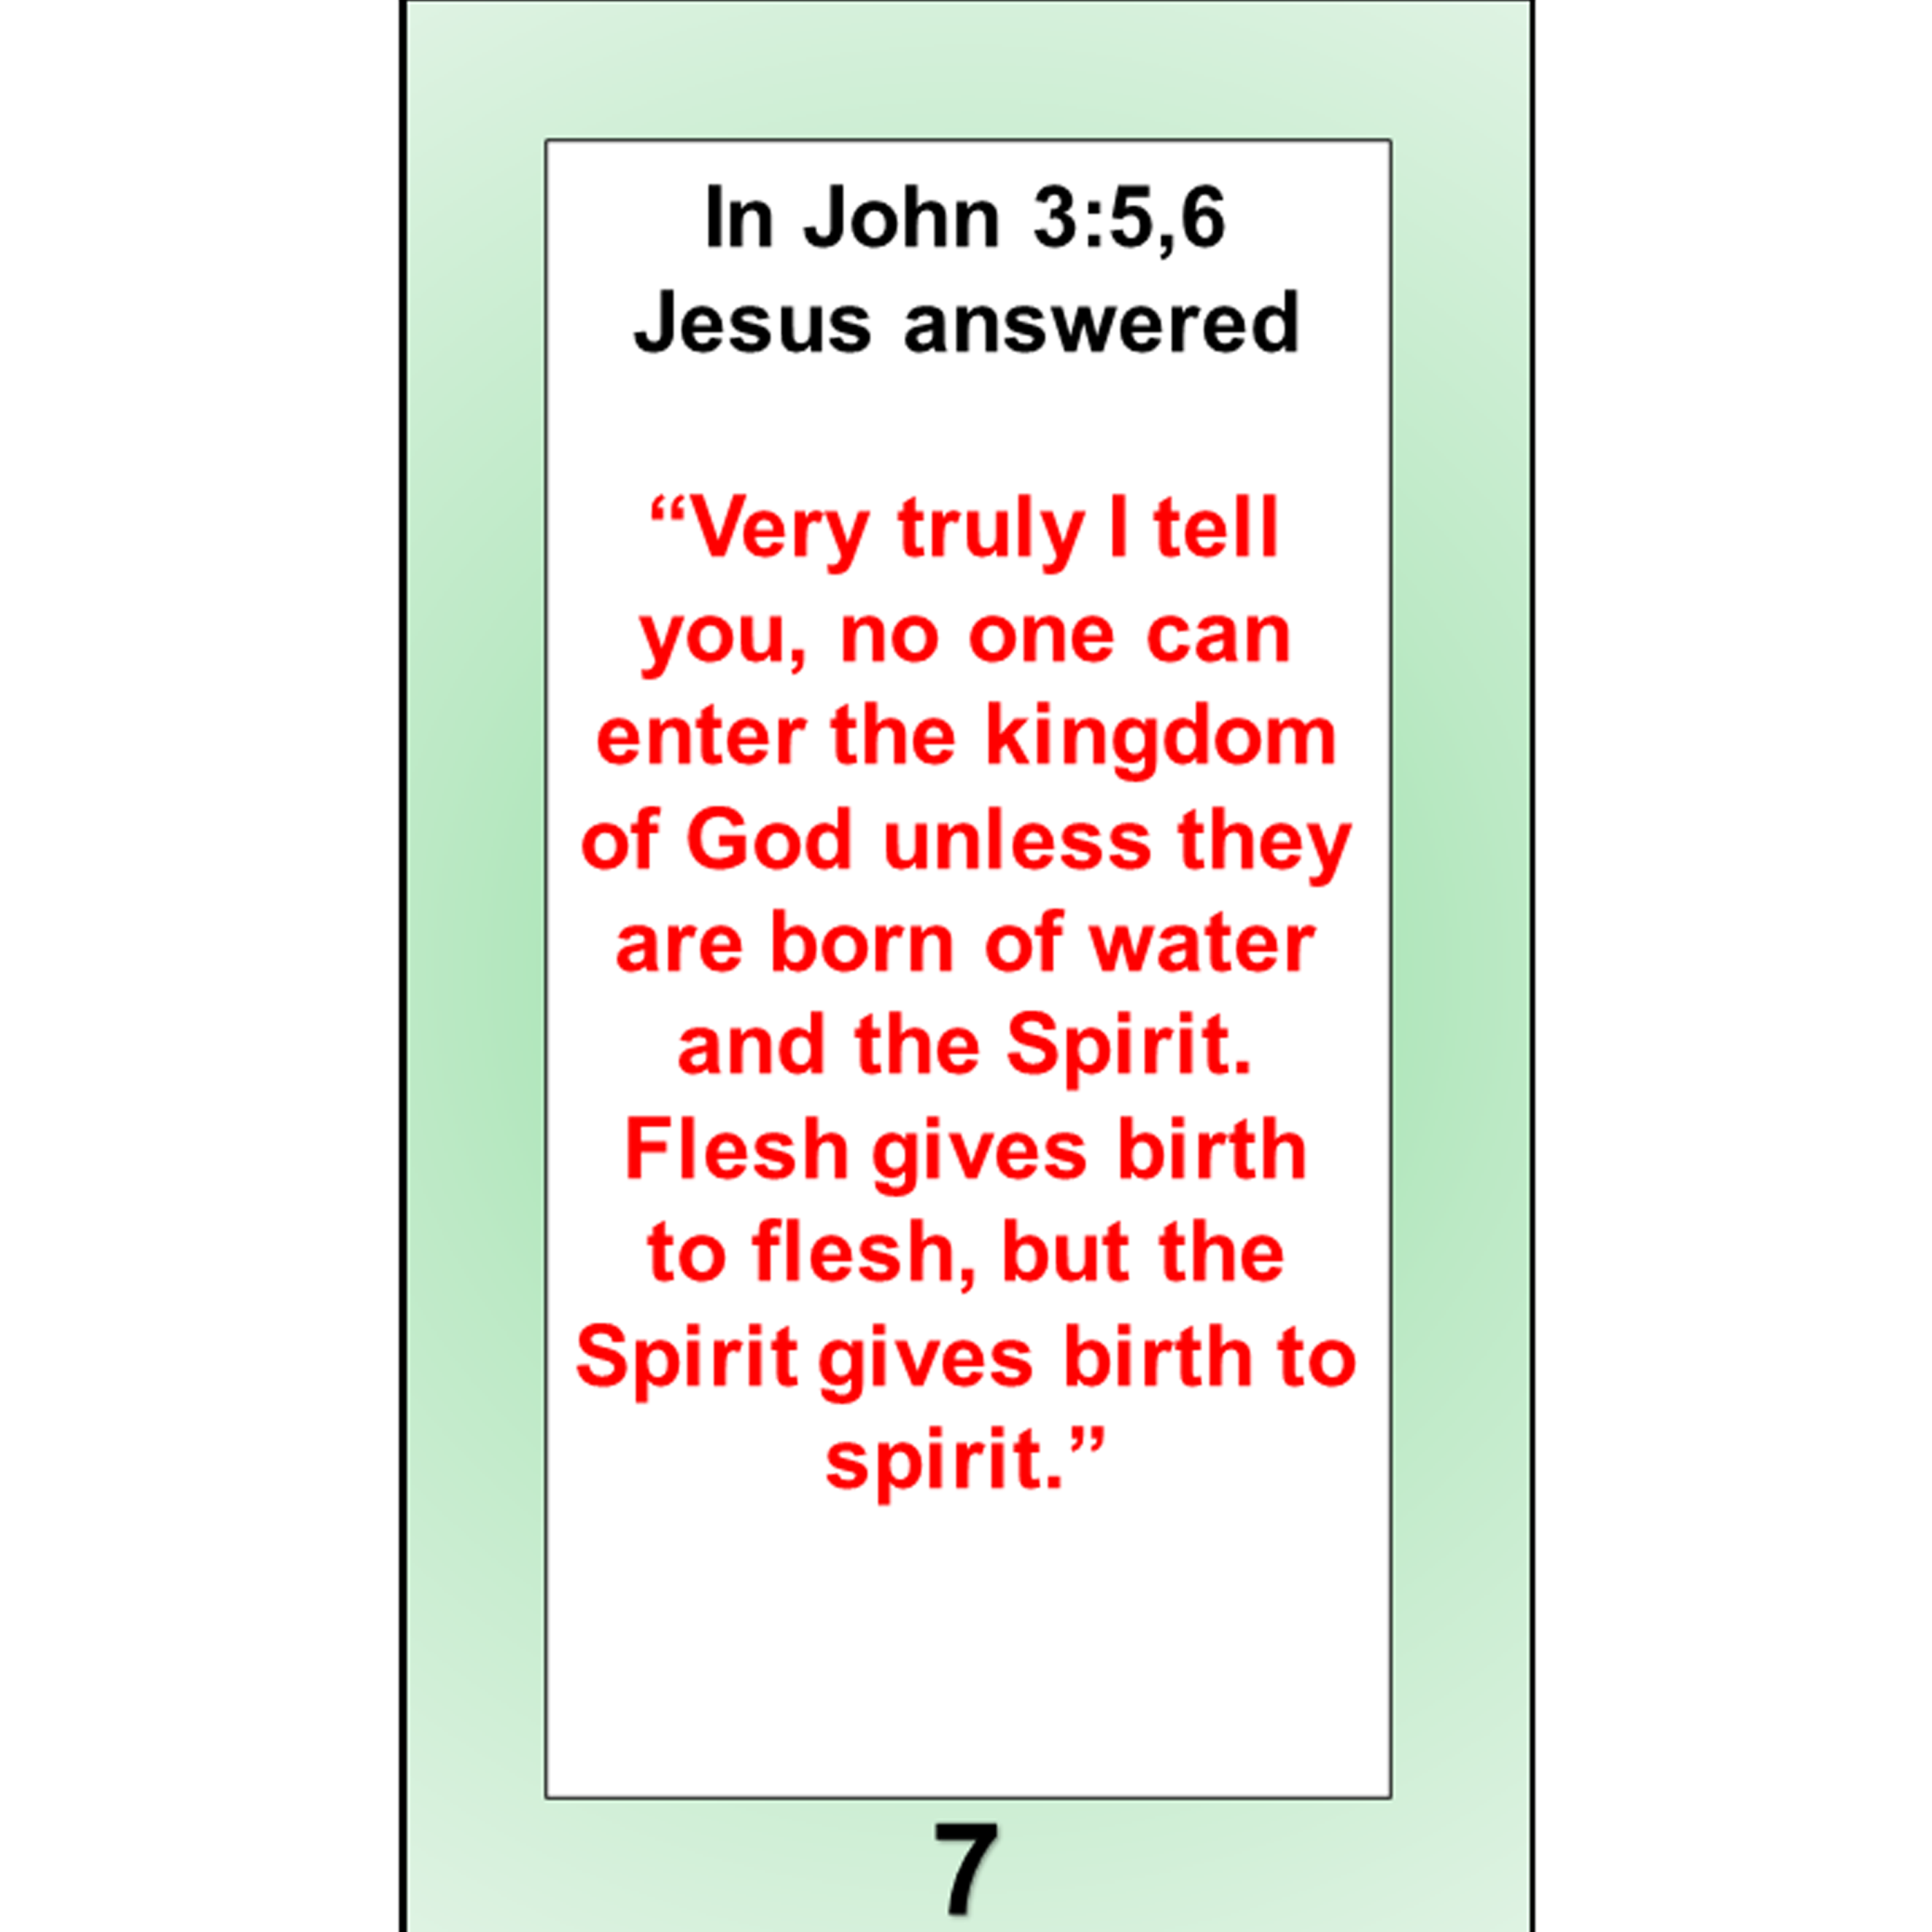 In John 3:5,6
Jesus answered
“Very truly I tell
you, no one can
enter the kingdom
of God unless they
are born of water
and the Spirit.
Flesh gives birth
to flesh, but the
Spirit gives birth to
spirit.”
7